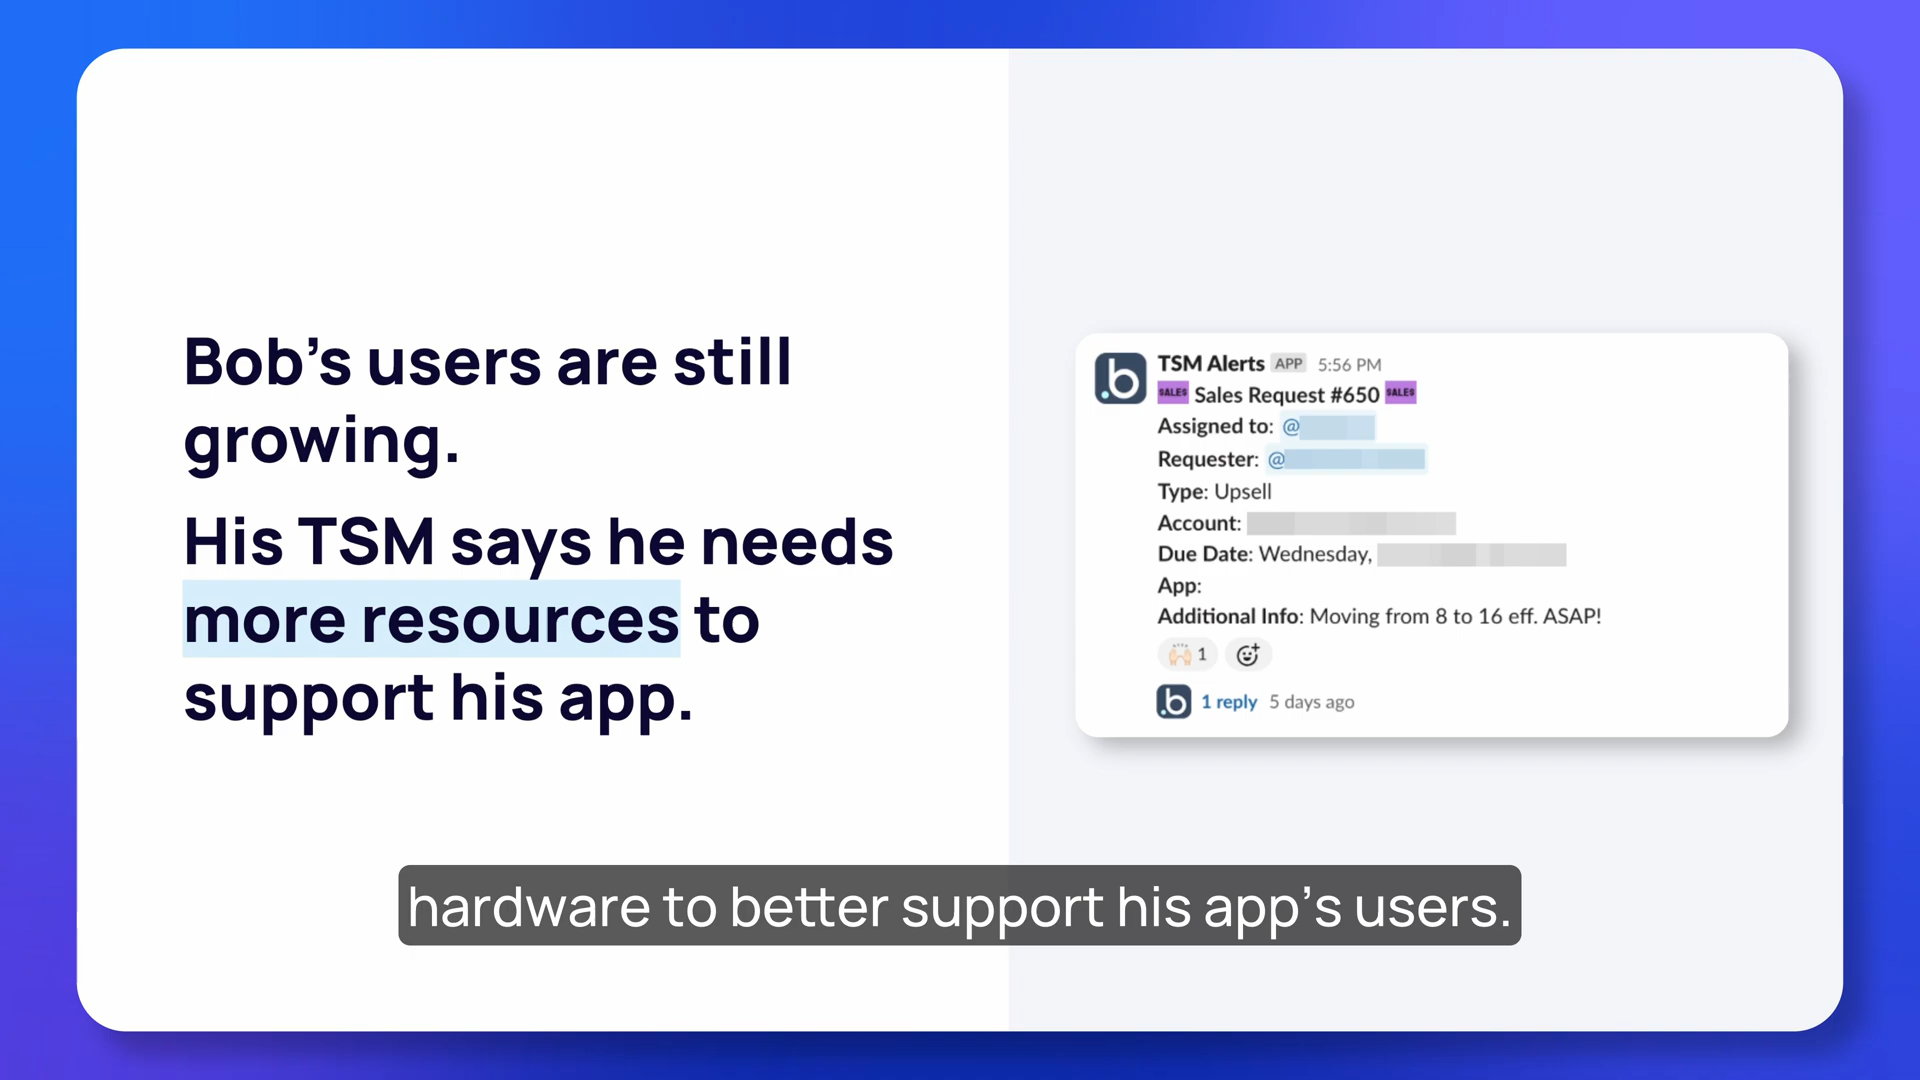 Bob’s users are still
growing.
His TSM says he needs
more resources to
support his app.
.b TSM Alerts APP 5:56 PM
SALES Sales Request #650 SALES
Assigned to: @
Requester: @
Type: Upsell
Account:
Due Date: Wednesday,
App:
Additional Info: Moving from 8 to 16 eff. ASAP!
1
.b 1 reply 5 days ago
hardware to better support his app’s users.